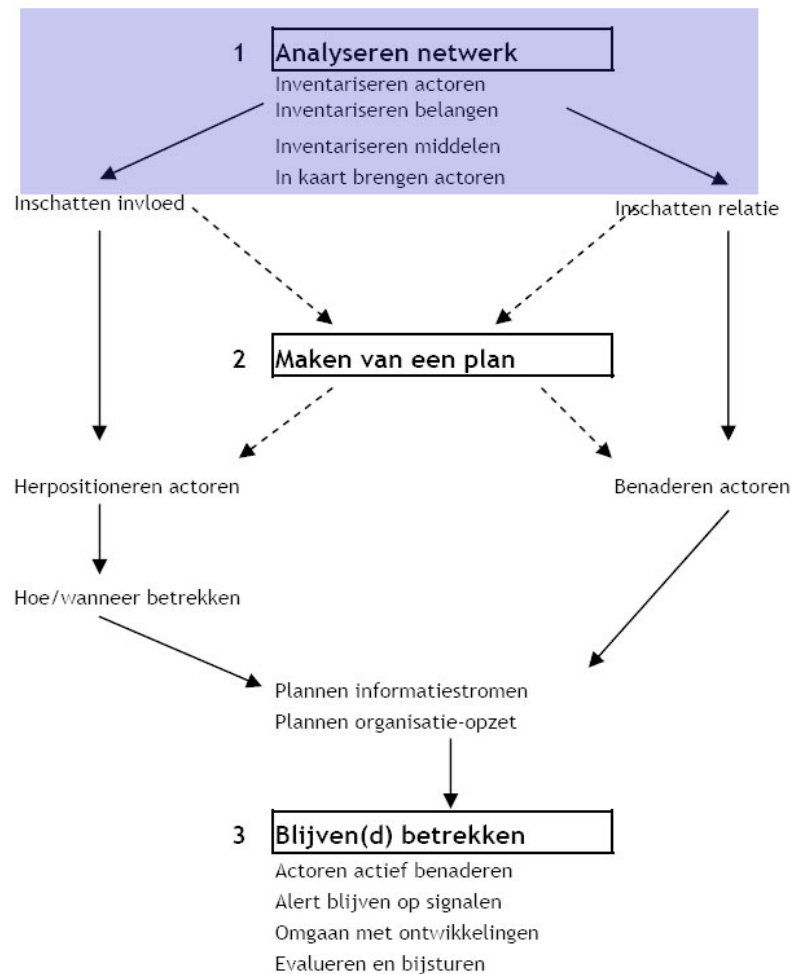 1 Analyseren netwerk
Inventariseren actoren
Inventariseren belangen
Inventariseren middelen
In kaart brengen actoren
Inschatten invloed
Inschatten relatie
2 Maken van een plan
Herpositioneren actoren
Benaderen actoren
Hoe/wanneer betrekken
Plannen informatiestromen
Plannen organisatie-opzet
3 Blijven(d) betrekken
Actoren actief benaderen
Alert blijven op signalen
Omgaan met ontwikkelingen
Evalueren en bijsturen